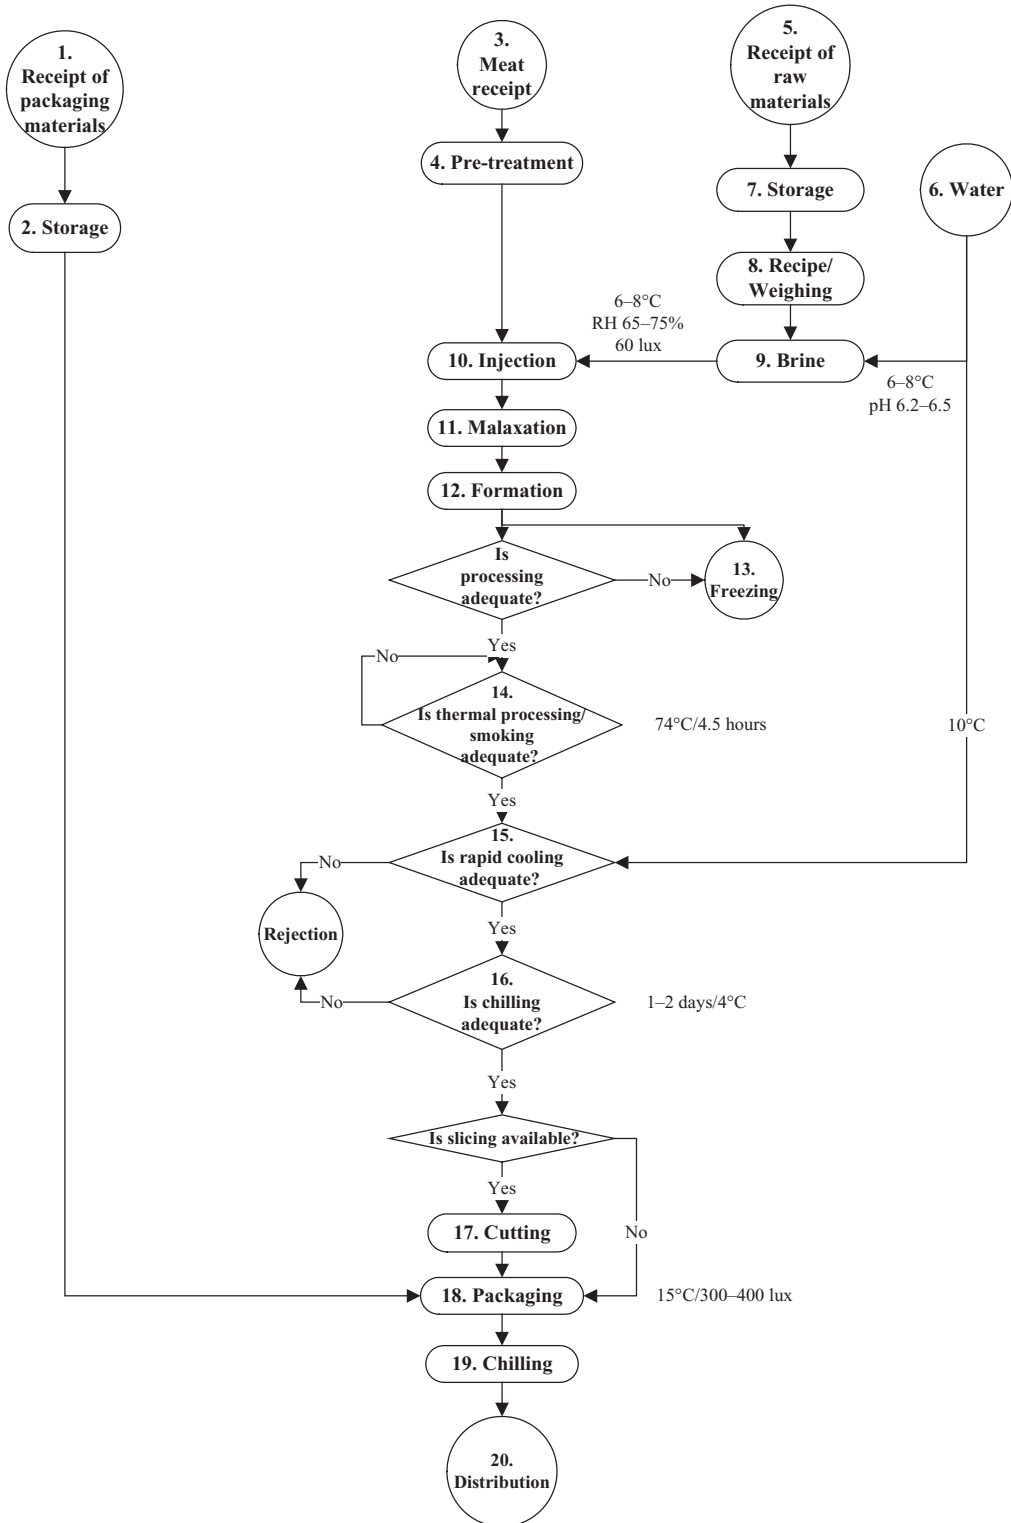 1.
Receipt of
packaging
materials
2. Storage
3.
Meat
receipt
4. Pre-treatment
5.
Receipt of
raw
materials
6. Water
7. Storage
8. Recipe/
Weighing
6–8°C
RH 65–75%
60 lux
10. Injection
9. Brine
6–8°C
pH 6.2–6.5
11. Malaxation
12. Formation
Is
processing
adequate?
No
13.
Freezing
Yes
No
14.
Is thermal processing/
smoking
adequate?
74°C/4.5 hours
10°C
Yes
15.
Is rapid cooling
adequate?
No
Rejection
Yes
16.
Is chilling
adequate?
No
1–2 days/4°C
Yes
Is slicing available?
Yes
No
17. Cutting
18. Packaging
15°C/300–400 lux
19. Chilling
20.
Distribution